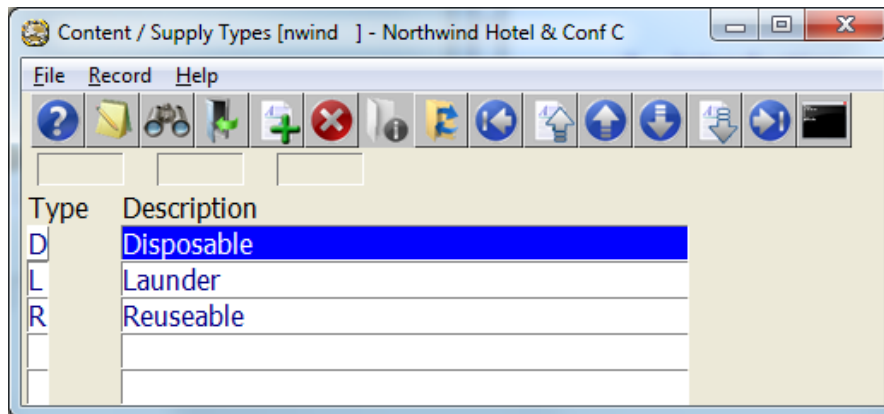 Content / Supply Types [nwind   ] - Northwind Hotel & Conf C
File Record Help
Type Description
D Disposable
L Launder
R Reuseable